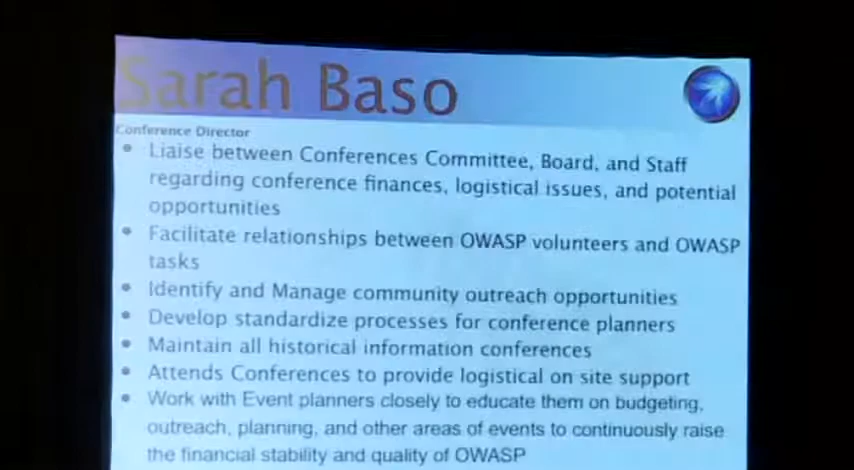 Sarah Baso
Conference Director
• Liaise between Conferences Committee, Board, and Staff
regarding conference finances, logistical issues, and potential
opportunities
• Facilitate relationships between OWASP volunteers and OWASP
tasks
• Identify and Manage community outreach opportunities
• Develop standardize processes for conference planners
• Maintain all historical information conferences
• Attends Conferences to provide logistical on site support
• Work with Event planners closely to educate them on budgeting,
outreach, planning, and other areas of events to continuously raise
the financial stability and quality of OWASP